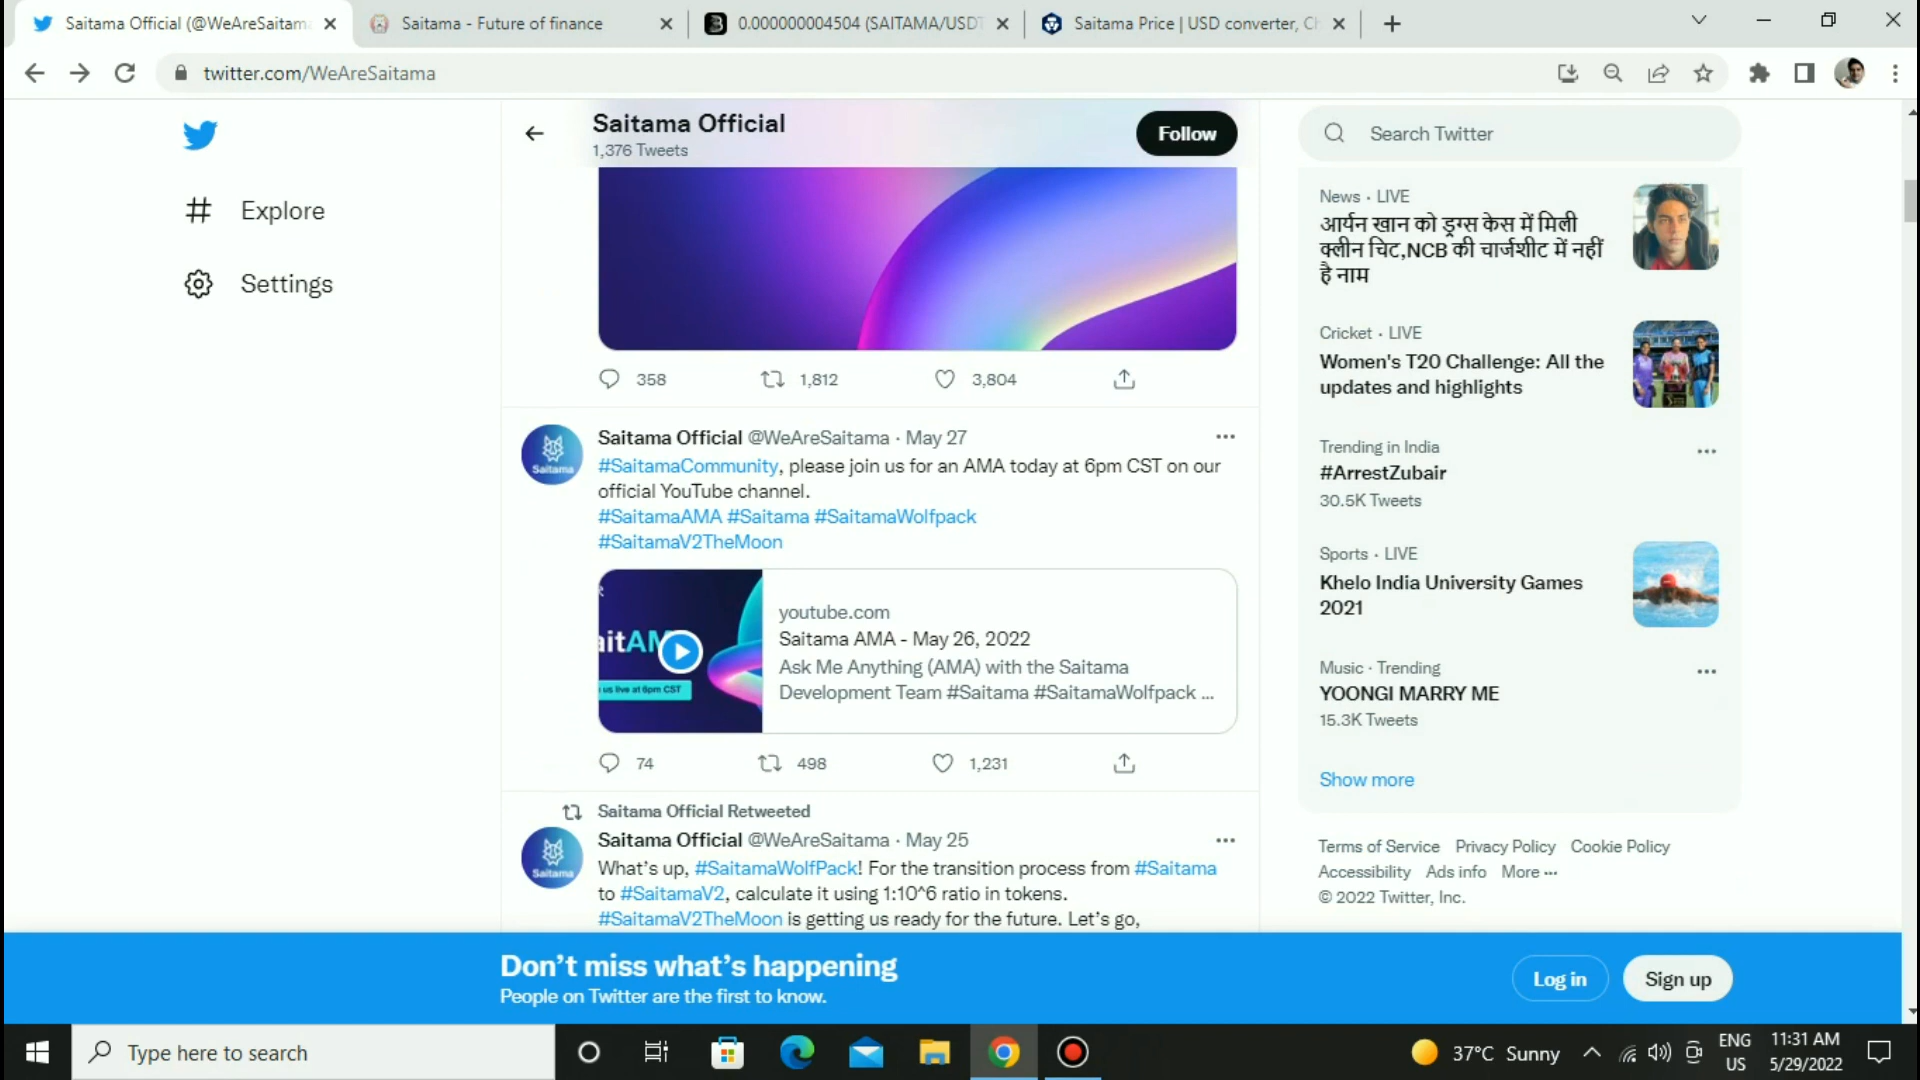 Saitama Official (@WeAreSaitama
Saitama - Future of finance
0.000000004504 (SAITAMA/USDT
Saitama Price | USD converter, Ch
twitter.com/WeAreSaitama
Explore
Settings
Saitama Official
1,376 Tweets
Follow
358
1,812
3,804
Saitama Official @WeAreSaitama · May 27
#SaitamaCommunity, please join us for an AMA today at 6pm CST on our
official YouTube channel.
#SaitamaAMA #Saitama #SaitamaWolfpack
#SaitamaV2TheMoon
aitAM
us live at 6pm CST
youtube.com
Saitama AMA - May 26, 2022
Ask Me Anything (AMA) with the Saitama
Development Team #Saitama #SaitamaWolfpack ...
74
498
1,231
Saitama Official Retweeted
Saitama
Saitama Official @WeAreSaitama · May 25
What's up, #SaitamaWolfPack! For the transition process from #Saitama
to #SaitamaV2, calculate it using 1:10^6 ratio in tokens.
#SaitamaV2TheMoon is getting us ready for the future. Let's go,
Saitama
Search Twitter
News · LIVE
आर्यन खान को ड्रग्स केस में मिली
क्लीन चिट,NCB की चार्जशीट में नहीं
है नाम
Cricket · LIVE
Women's T20 Challenge: All the
updates and highlights
Trending in India
#ArrestZubair
30.5K Tweets
Sports · LIVE
Khelo India University Games
2021
Music · Trending
YOONGI MARRY ME
15.3K Tweets
Show more
Terms of Service Privacy Policy Cookie Policy
Accessibility Ads info More ···
© 2022 Twitter, Inc.
Don't miss what's happening
People on Twitter are the first to know.
Log in
Sign up
Type here to search
37°C Sunny
ENG
US
11:31 AM
5/29/2022